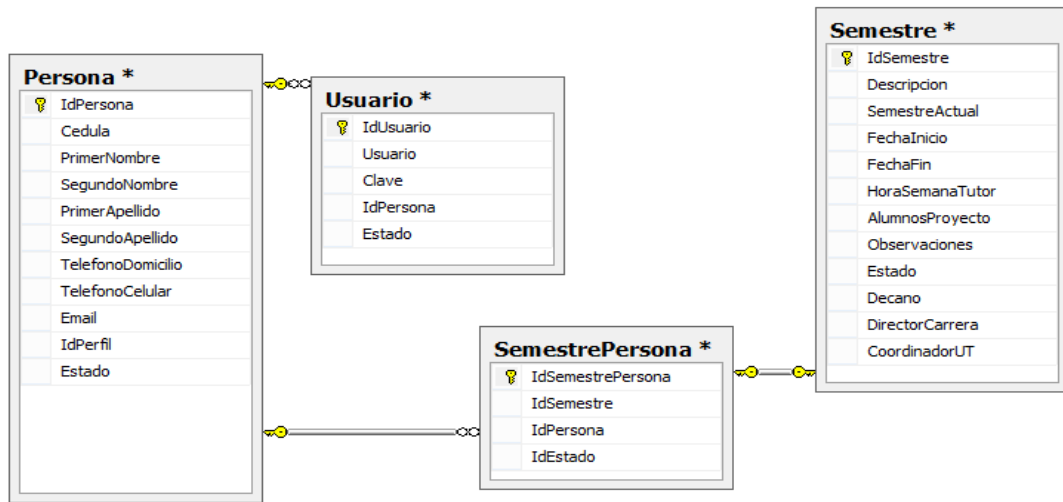 Persona *
IdPersona
Cedula
PrimerNombre
SegundoNombre
PrimerApellido
SegundoApellido
TelefonoDomicilio
TelefonoCelular
Email
IdPerfil
Estado
Usuario *
IdUsuario
Usuario
Clave
IdPersona
Estado
SemestrePersona *
IdSemestrePersona
IdSemestre
IdPersona
IdEstado
Semestre *
IdSemestre
Descripcion
SemestreActual
FechaInicio
FechaFin
HoraSemanaTutor
AlumnosProyecto
Observaciones
Estado
Decano
DirectorCarrera
CoordinadorUT